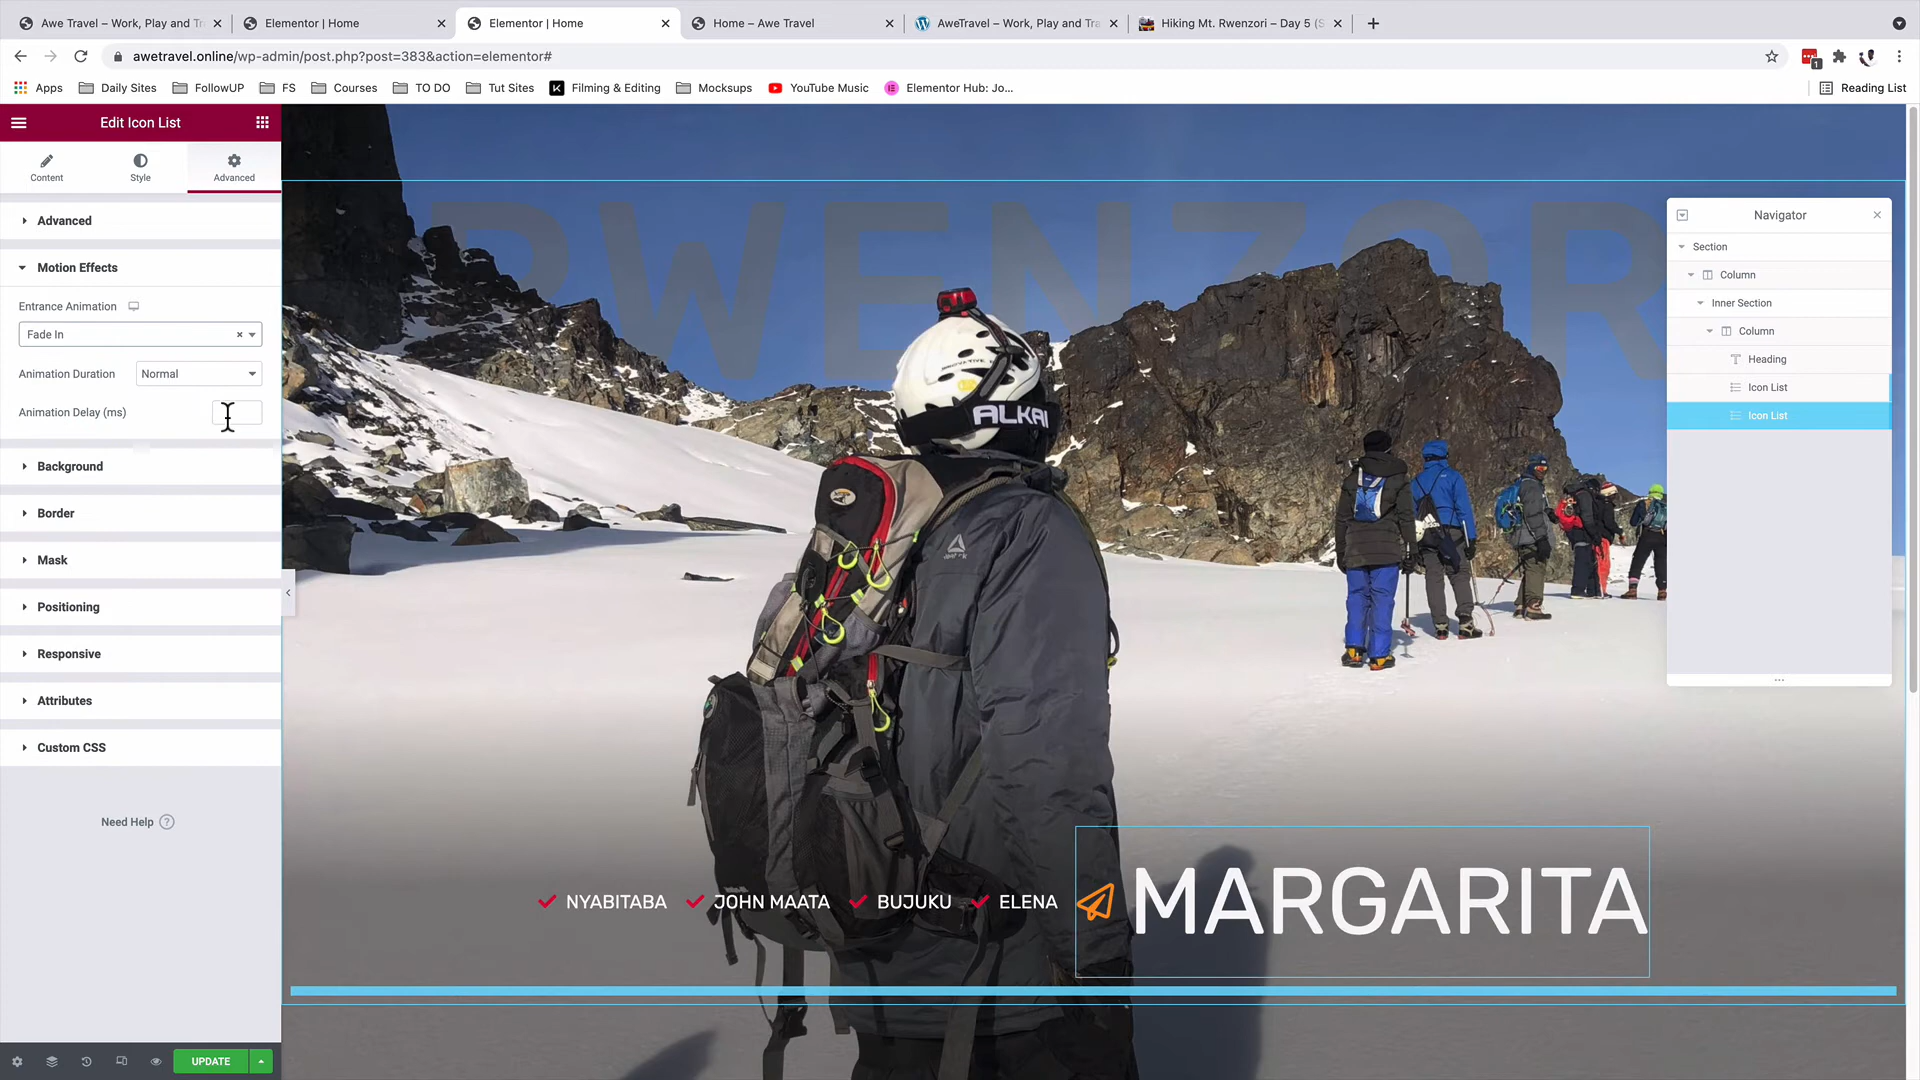 Awe Travel – Work, Play and Tr
Elementor | Home
Elementor | Home
Home – Awe Travel
AweTravel – Work, Play and Tra
Hiking Mt. Rwenzori – Day 5 (S
awetravel.online/wp-admin/post.php?post=383&action=elementor#
1
Apps
Daily Sites
FollowUP
FS
Courses
TO DO
Tut Sites
Filming & Editing
Mocksups
YouTube Music
Elementor Hub: Jo...
Reading List
Edit Icon List
Content
Style
Advanced
Advanced
Motion Effects
Entrance Animation
Fade In
Animation Duration
Normal
Animation Delay (ms)
Background
Border
Mask
Positioning
Responsive
Attributes
Custom CSS
Need Help
UPDATE
RWENZOR
ALKAI
Navigator
Section
Column
Inner Section
Column
Heading
Icon List
Icon List
NYABITABA
JOHN MAATA
BUJUKU
ELENA
MARGARITA